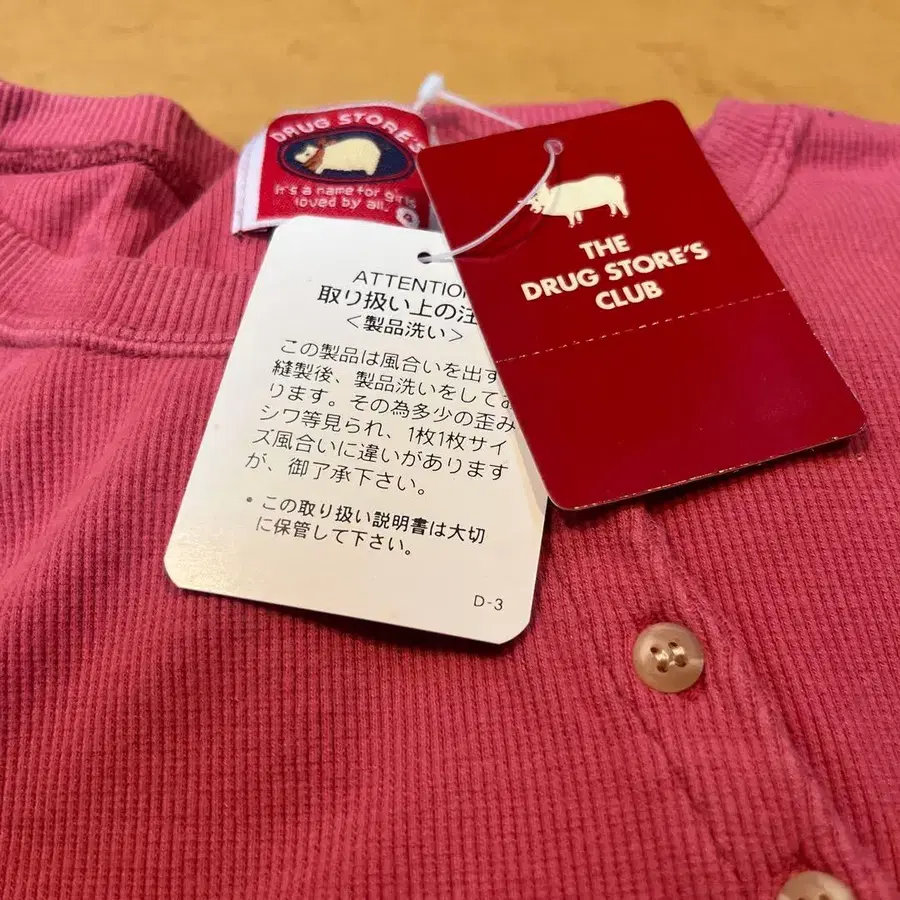 DRUG STORE'S
It's a name for girls
loved by all.
THE
DRUG STORE'S
CLUB
ATTENTION
取り扱い上の注
<製品洗い>
この製品は風合いを出す
縫製後、製品洗いをしてお
ります。その為多少の歪み
シワ等見られ、1枚1枚サイ
ズ風合いに違いがあります
が、御了承下さい。
• この取り扱い説明書は大切
に保管して下さい。
D-3